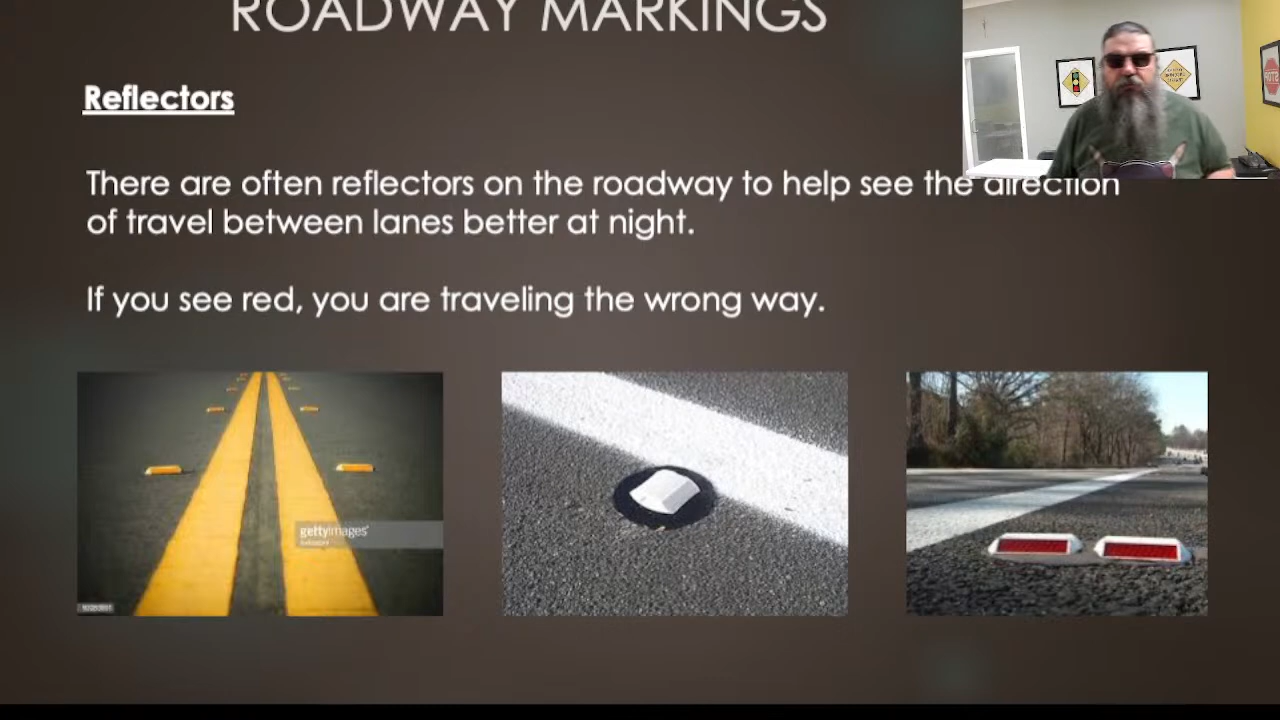 ROADWAY MARKINGS
Reflectors
There are often reflectors on the roadway to help see the direction
of travel between lanes better at night.
If you see red, you are traveling the wrong way.
gettyimages